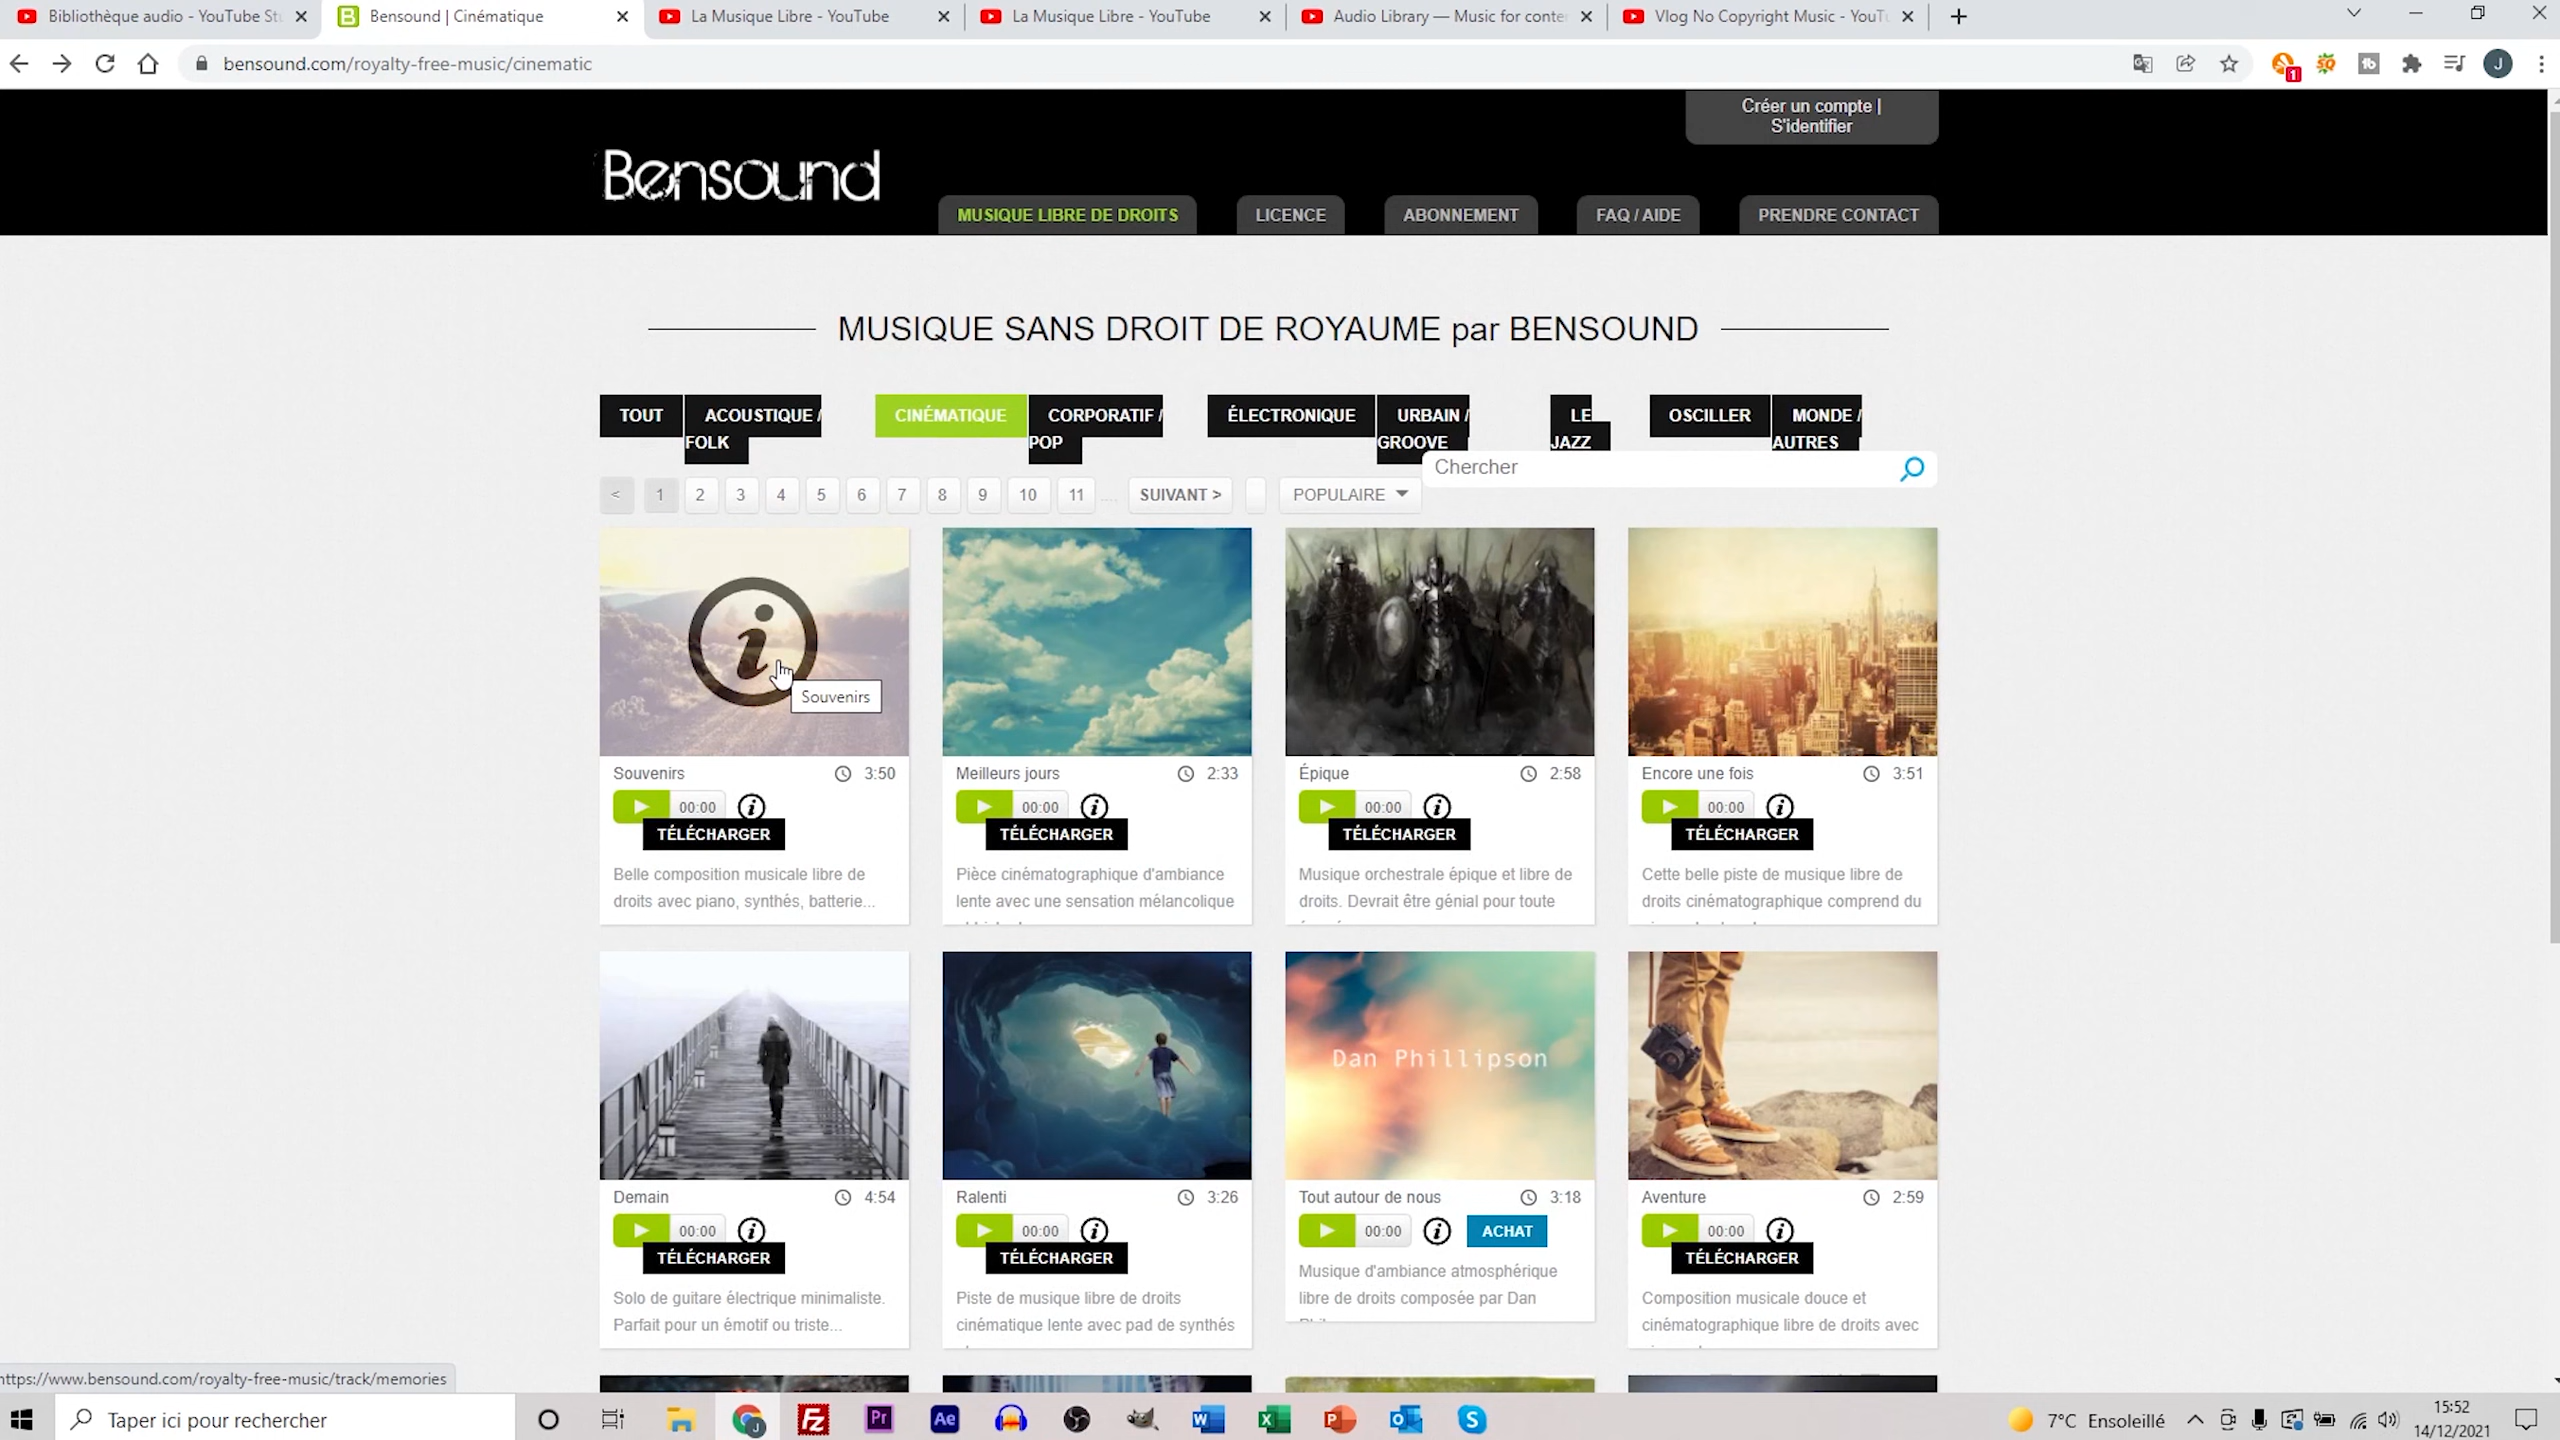 Bibliothèque audio - YouTube Stu
Bensound | Cinématique
La Musique Libre - YouTube
La Musique Libre - YouTube
Audio Library — Music for conte
Vlog No Copyright Music - YouTu
bensound.com/royalty-free-music/cinematic
1
J
Créer un compte |
S'identifier
Bensound
MUSIQUE LIBRE DE DROITS
LICENCE
ABONNEMENT
FAQ / AIDE
PRENDRE CONTACT
MUSIQUE SANS DROIT DE ROYAUME par BENSOUND
TOUT
ACOUSTIQUE /
FOLK
CINÉMATIQUE
CORPORATIF /
POP
ÉLECTRONIQUE
URBAIN /
GROOVE
LE
JAZZ
OSCILLER
MONDE /
AUTRES
Chercher
< 1 2 3 4 5 6 7 8 9 10 11 .... SUIVANT >
POPULAIRE
Souvenirs
Souvenirs 3:50
00:00
TÉLÉCHARGER
Belle composition musicale libre de
droits avec piano, synthés, batterie...
Meilleurs jours 2:33
00:00
TÉLÉCHARGER
Pièce cinématographique d'ambiance
lente avec une sensation mélancolique
Épique 2:58
00:00
TÉLÉCHARGER
Musique orchestrale épique et libre de
droits. Devrait être génial pour toute
Encore une fois 3:51
00:00
TÉLÉCHARGER
Cette belle piste de musique libre de
droits cinématographique comprend du
Demain 4:54
00:00
TÉLÉCHARGER
Solo de guitare électrique minimaliste.
Parfait pour un émotif ou triste...
Ralenti 3:26
00:00
TÉLÉCHARGER
Piste de musique libre de droits
cinématique lente avec pad de synthés
Dan Phillipson
Tout autour de nous 3:18
00:00
ACHAT
Musique d'ambiance atmosphérique
libre de droits composée par Dan
Aventure 2:59
00:00
TÉLÉCHARGER
Composition musicale douce et
cinématographique libre de droits avec
https://www.bensound.com/royalty-free-music/track/memories
Taper ici pour rechercher
7°C Ensoleillé
15:52
14/12/2021